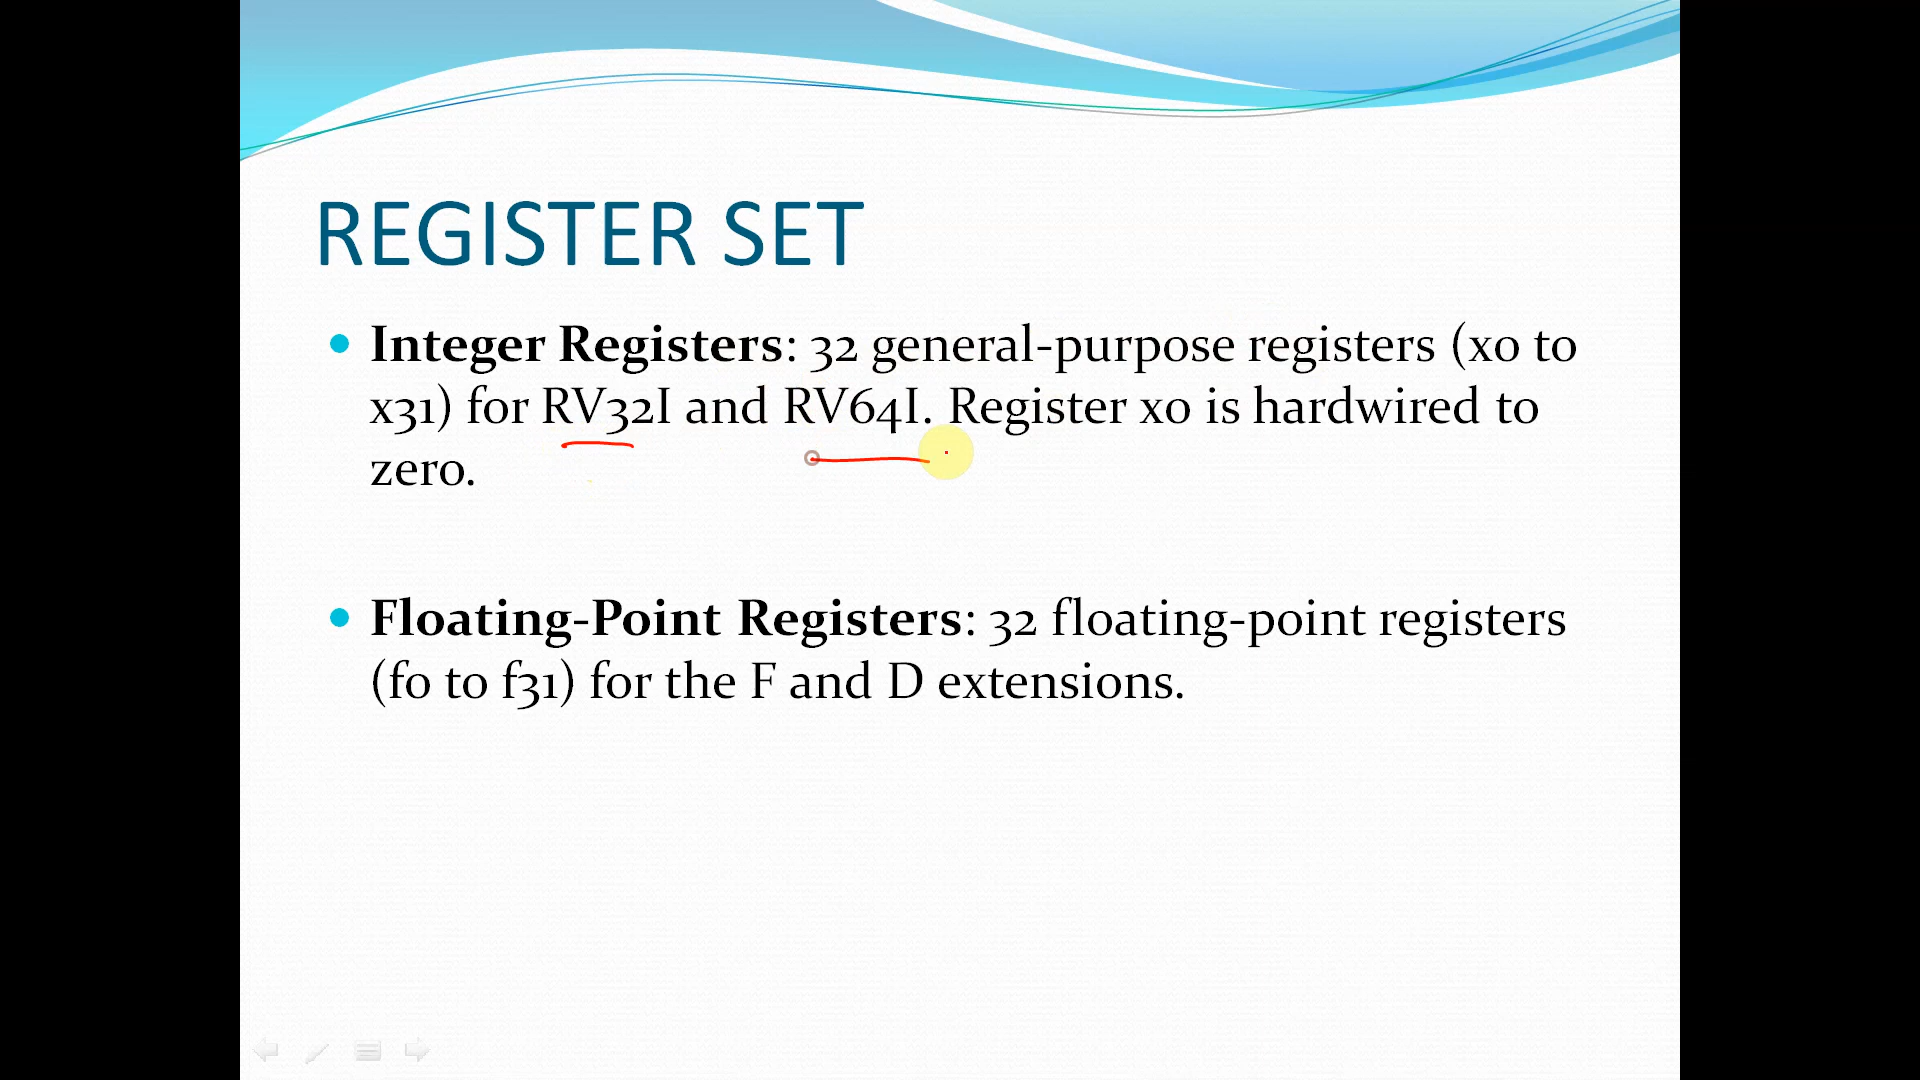 REGISTER SET
• Integer Registers: 32 general-purpose registers (x0 to
x31) for RV32I and RV64I. Register x0 is hardwired to
zero.
• Floating-Point Registers: 32 floating-point registers
(f0 to f31) for the F and D extensions.